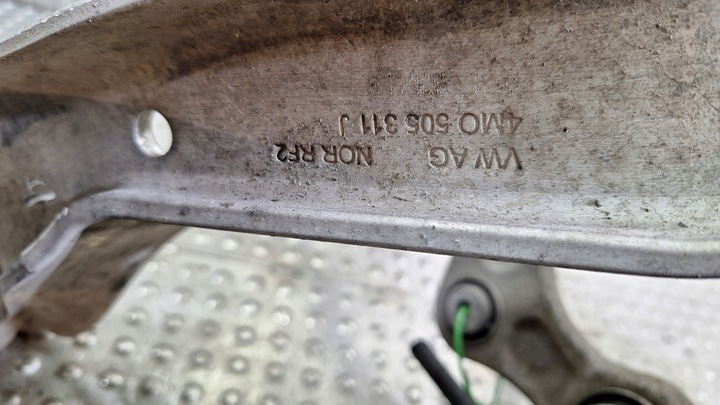 VW AG NOR RF2
4M0 505 311 J